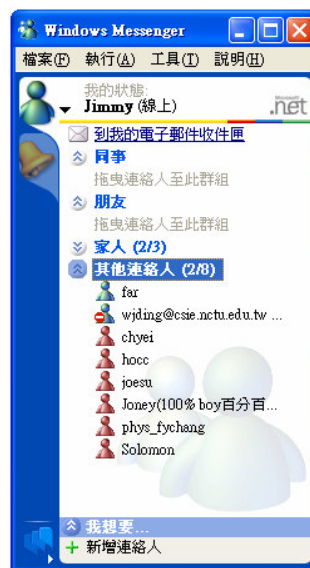 Windows Messenger
檔案(F) 執行(A) 工具(T) 說明(H)
我的狀態:
Jimmy (線上)
Microsoft .net
到我的電子郵件收件匣
同事
拖曳連絡人至此群組
朋友
拖曳連絡人至此群組
家人 (2/3)
其他連絡人 (2/8)
far
wjding@csie.nctu.edu.tw ...
chyei
hocc
joesu
Joney(100% boy百分百...
phys_fychang
Solomon
我想要...
新增連絡人